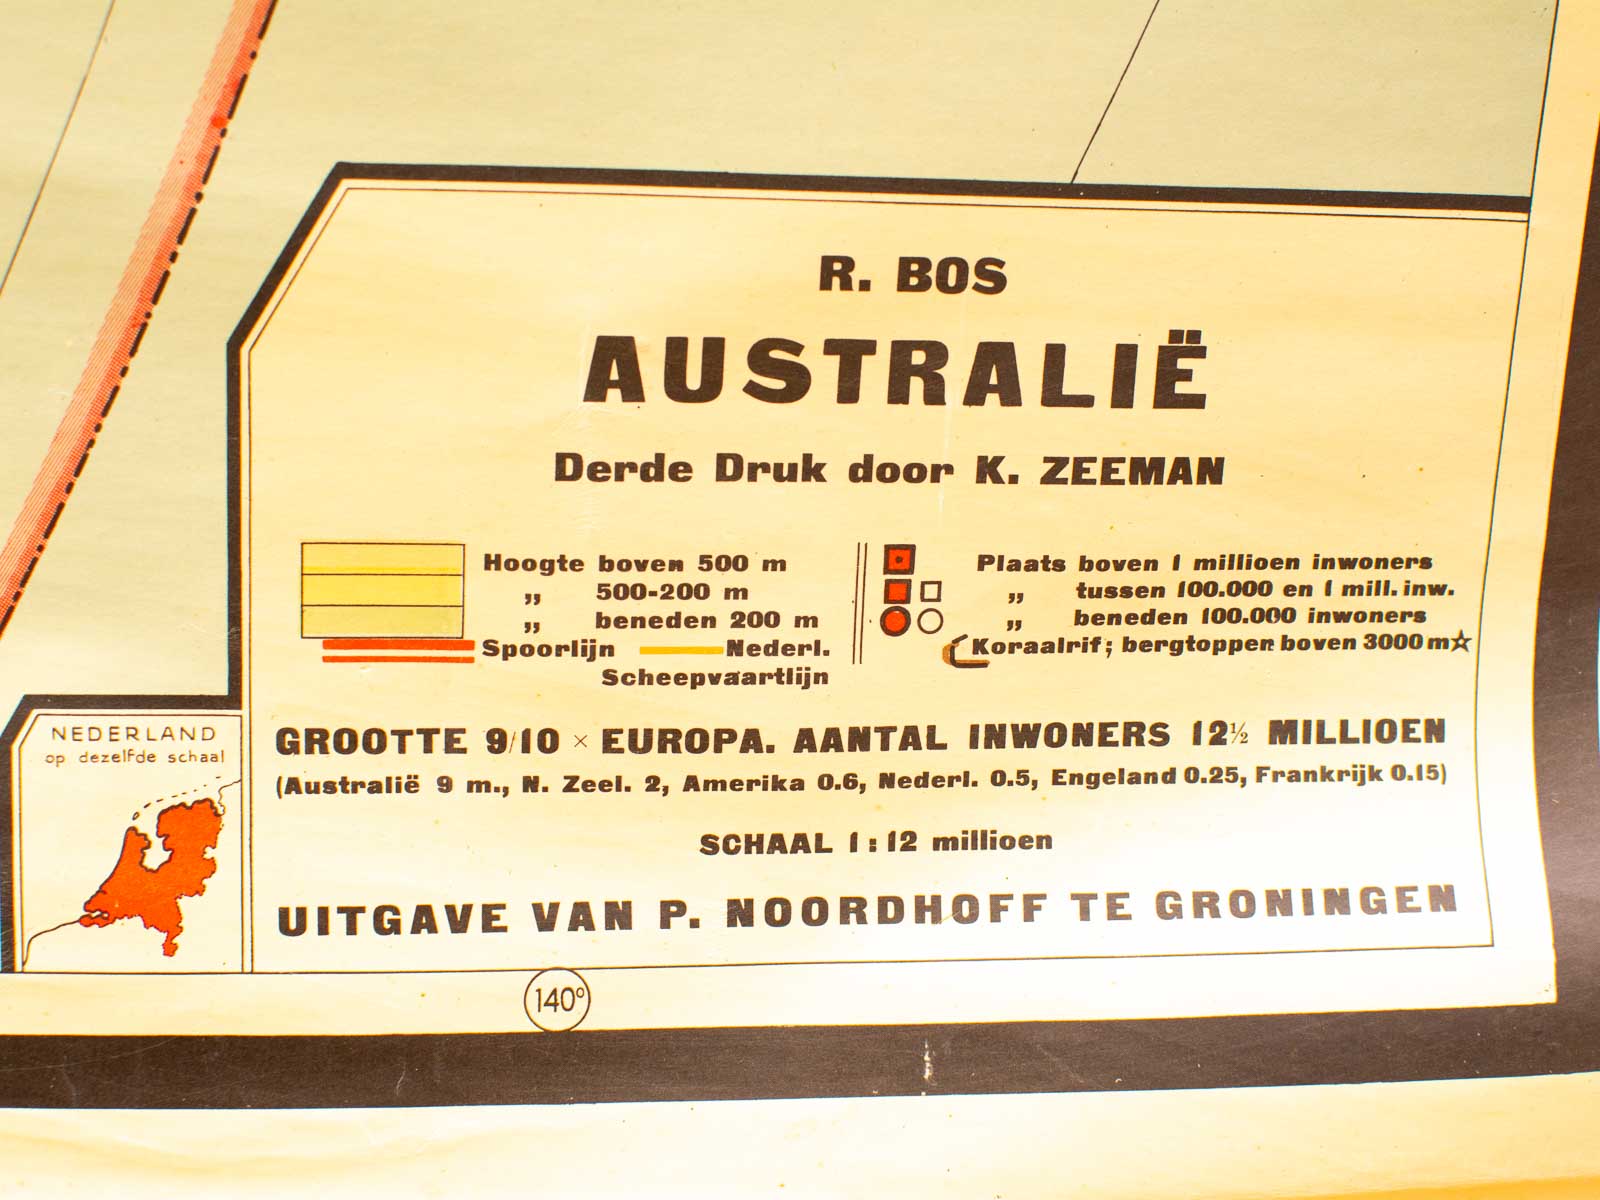 R. BOS
AUSTRALIË
Derde Druk door K. ZEEMAN
Hoogte boven 500 m
„ 500-200 m
„ beneden 200 m
Spoorlijn Nederl.
Scheepvaartlijn
Plaats boven 1 millioen inwoners
„ tussen 100.000 en 1 mill. inw.
„ beneden 100.000 inwoners
Koraalrif; bergtoppen boven 3000 m☆
GROOTTE 9/10 × EUROPA. AANTAL INWONERS 12½ MILLIOEN
(Australië 9 m., N. Zeel. 2, Amerika 0.6, Nederl. 0.5, Engeland 0.25, Frankrijk 0.15)
SCHAAL 1 : 12 millioen
UITGAVE VAN P. NOORDHOFF TE GRONINGEN
NEDERLAND
op dezelfde schaal
140°